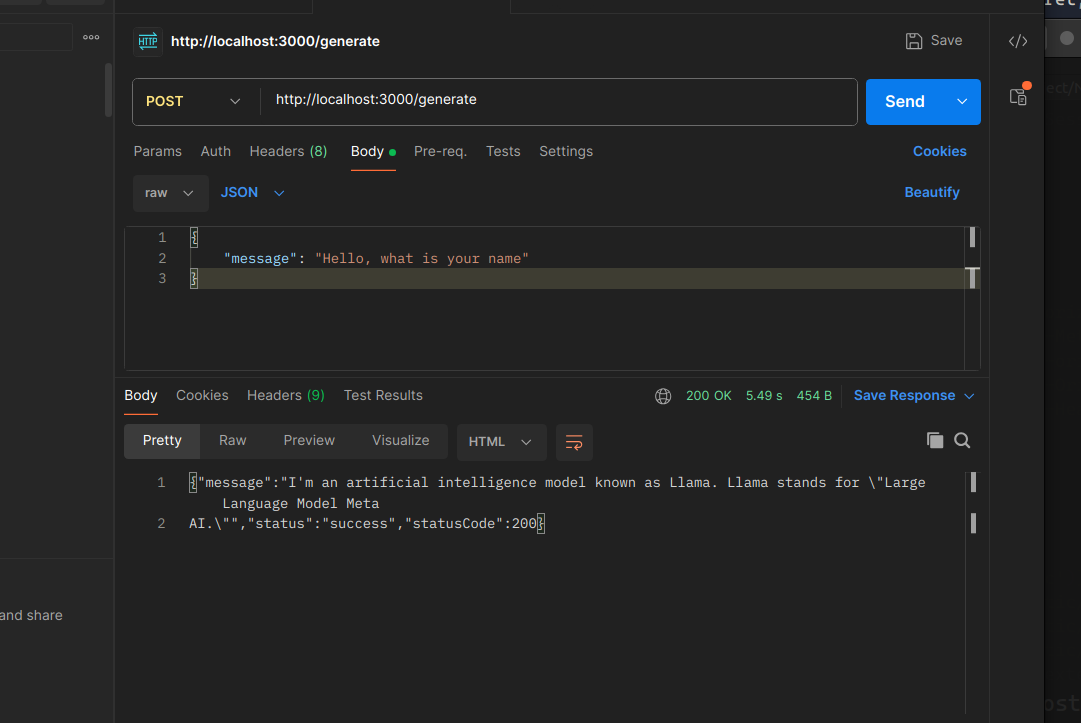 HTTP http://localhost:3000/generate Save
POST http://localhost:3000/generate Send
Params Auth Headers (8) Body Pre-req. Tests Settings Cookies
raw JSON Beautify
1 {
2 "message": "Hello, what is your name"
3 }
Body Cookies Headers (9) Test Results 200 OK 5.49 s 454 B Save Response
Pretty Raw Preview Visualize HTML
1 {"message":"I'm an artificial intelligence model known as Llama. Llama stands for \"Large
Language Model Meta
2 AI.\"","status":"success","statusCode":200}
and share